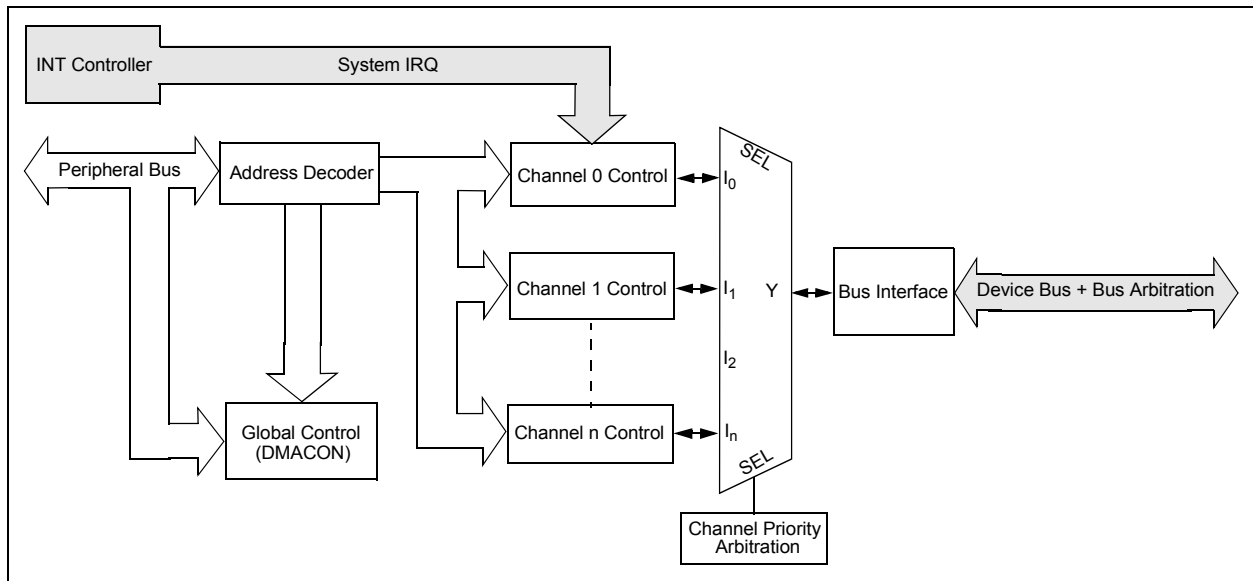 INT Controller
System IRQ
Peripheral Bus
Address Decoder
Channel 0 Control
SEL
I0
Channel 1 Control
I1
Y
Bus Interface
Device Bus + Bus Arbitration
I2
Global Control
(DMACON)
Channel n Control
In
SEL
Channel Priority
Arbitration